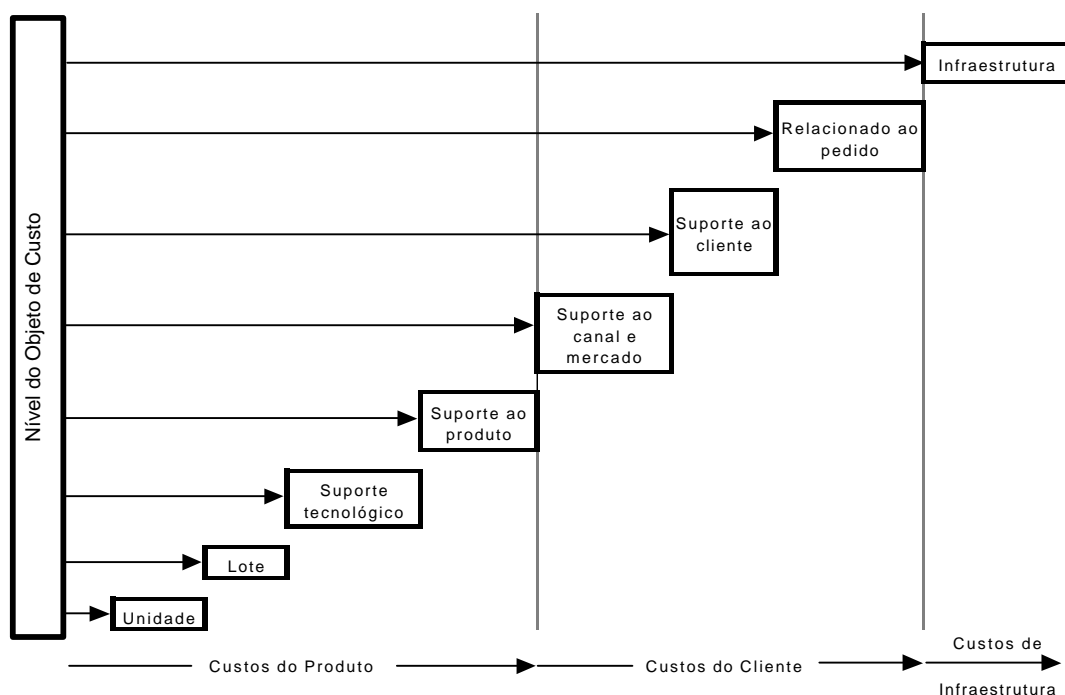 Nível do Objeto de Custo
Infraestrutura
Relacionado ao
pedido
Suporte ao
cliente
Suporte ao
canal e
mercado
Suporte ao
produto
Suporte
tecnológico
Lote
Unidade
Custos do Produto
Custos do Cliente
Custos de
Infraestrutura